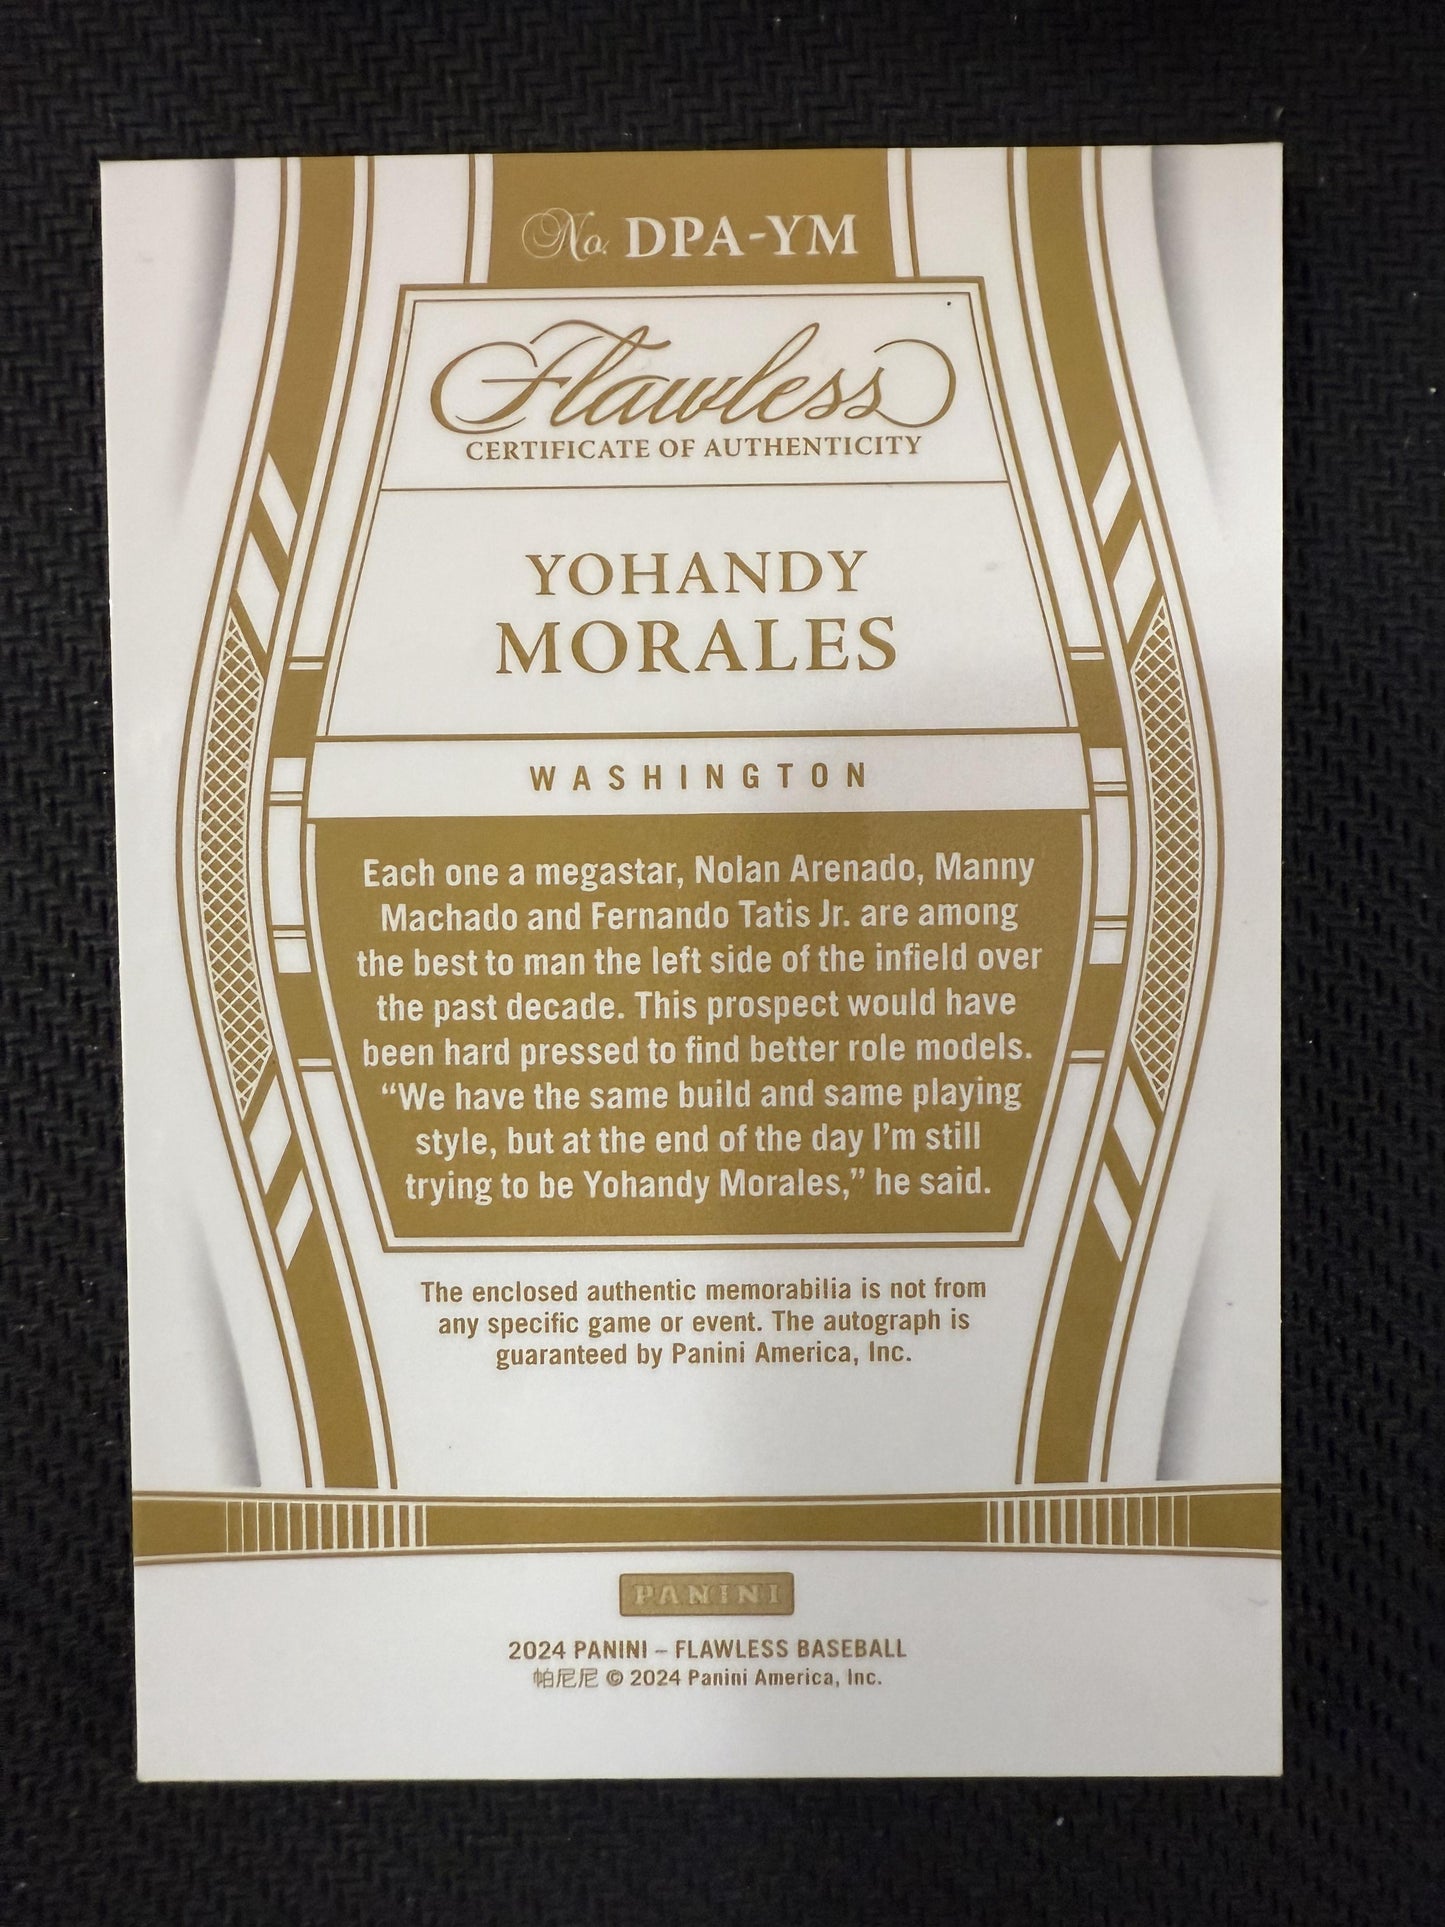 No. DPA-YM
Flawless
CERTIFICATE OF AUTHENTICITY
YOHANDY
MORALES
WASHINGTON
Each one a megastar, Nolan Arenado, Manny
Machado and Fernando Tatis Jr. are among
the best to man the left side of the infield over
the past decade. This prospect would have
been hard pressed to find better role models.
“We have the same build and same playing
style, but at the end of the day I’m still
trying to be Yohandy Morales,” he said.
The enclosed authentic memorabilia is not from
any specific game or event. The autograph is
guaranteed by Panini America, Inc.
PANINI
2024 PANINI – FLAWLESS BASEBALL
帕尼尼 © 2024 Panini America, Inc.